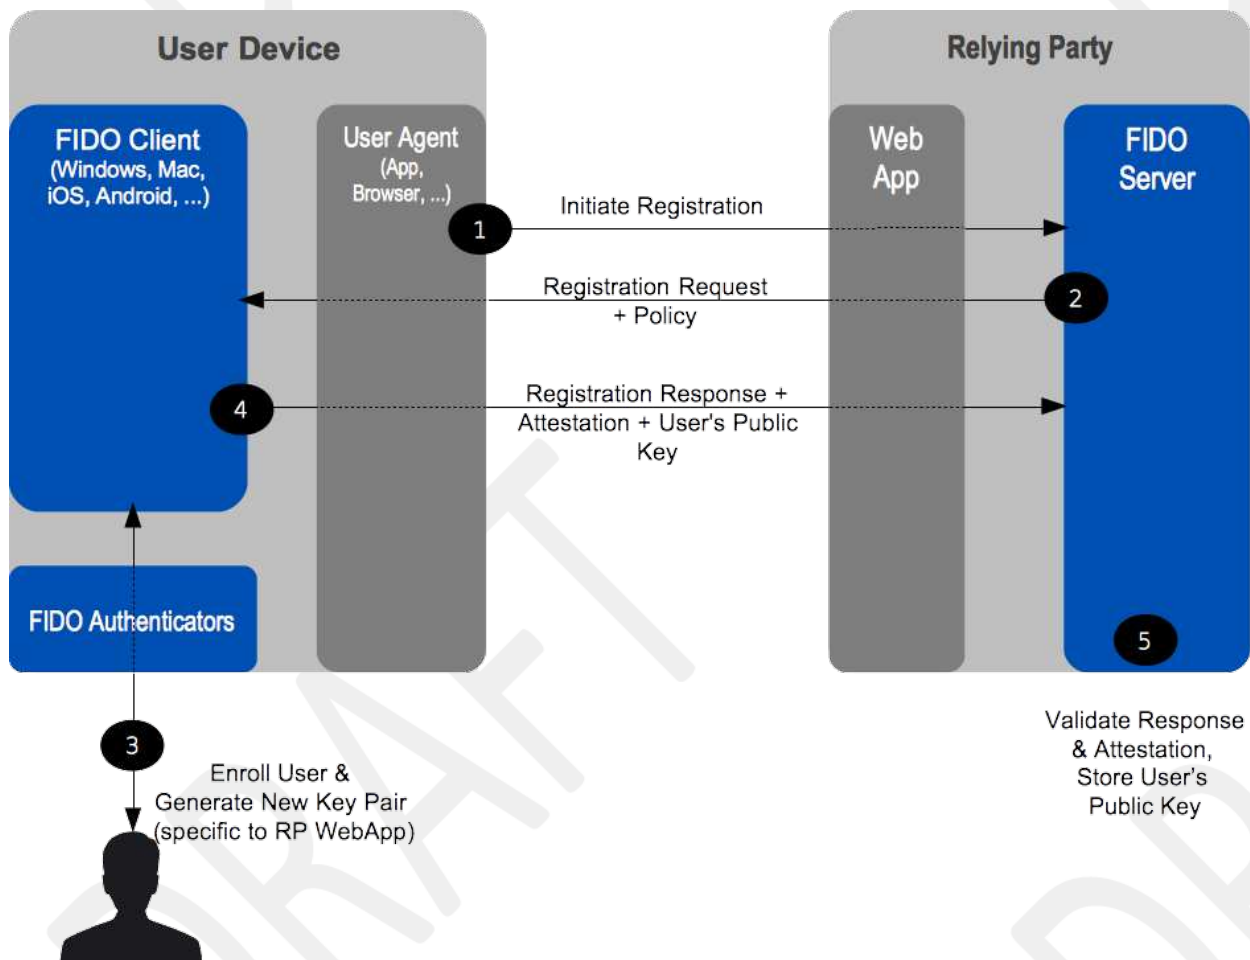 User Device
Relying Party
FIDO Client
(Windows, Mac,
iOS, Android, ...)
User Agent
(App,
Browser, ...)
Web
App
FIDO
Server
1
Initiate Registration
Registration Request
+ Policy
2
4
Registration Response +
Attestation + User's Public
Key
FIDO Authenticators
5
3
Enroll User &
Generate New Key Pair
(specific to RP WebApp)
Validate Response
& Attestation,
Store User’s
Public Key
DRAFT